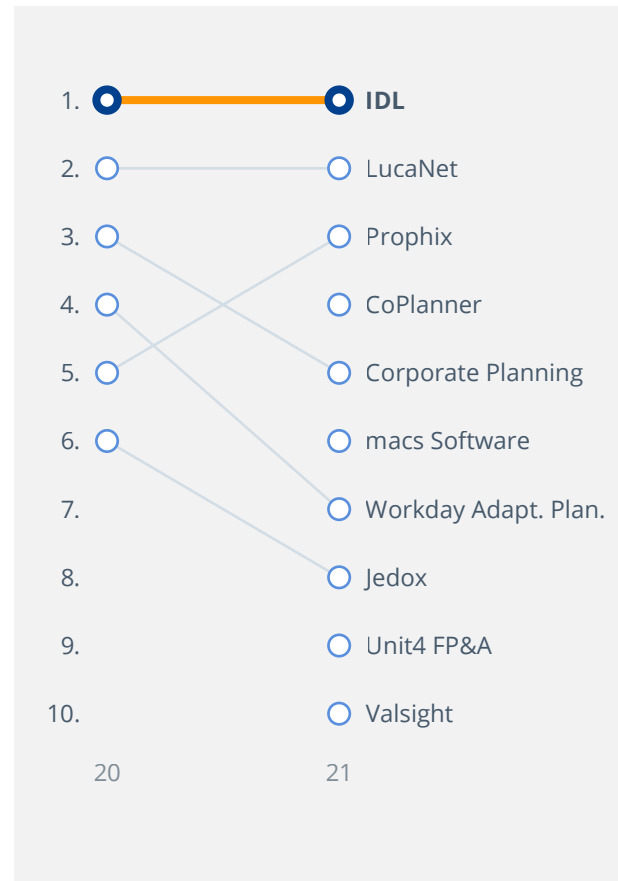 1. IDL
2. LucaNet
3. Prophix
4. CoPlanner
5. Corporate Planning
6. macs Software
7. Workday Adapt. Plan.
8. Jedox
9. Unit4 FP&A
10. Valsight
20 21